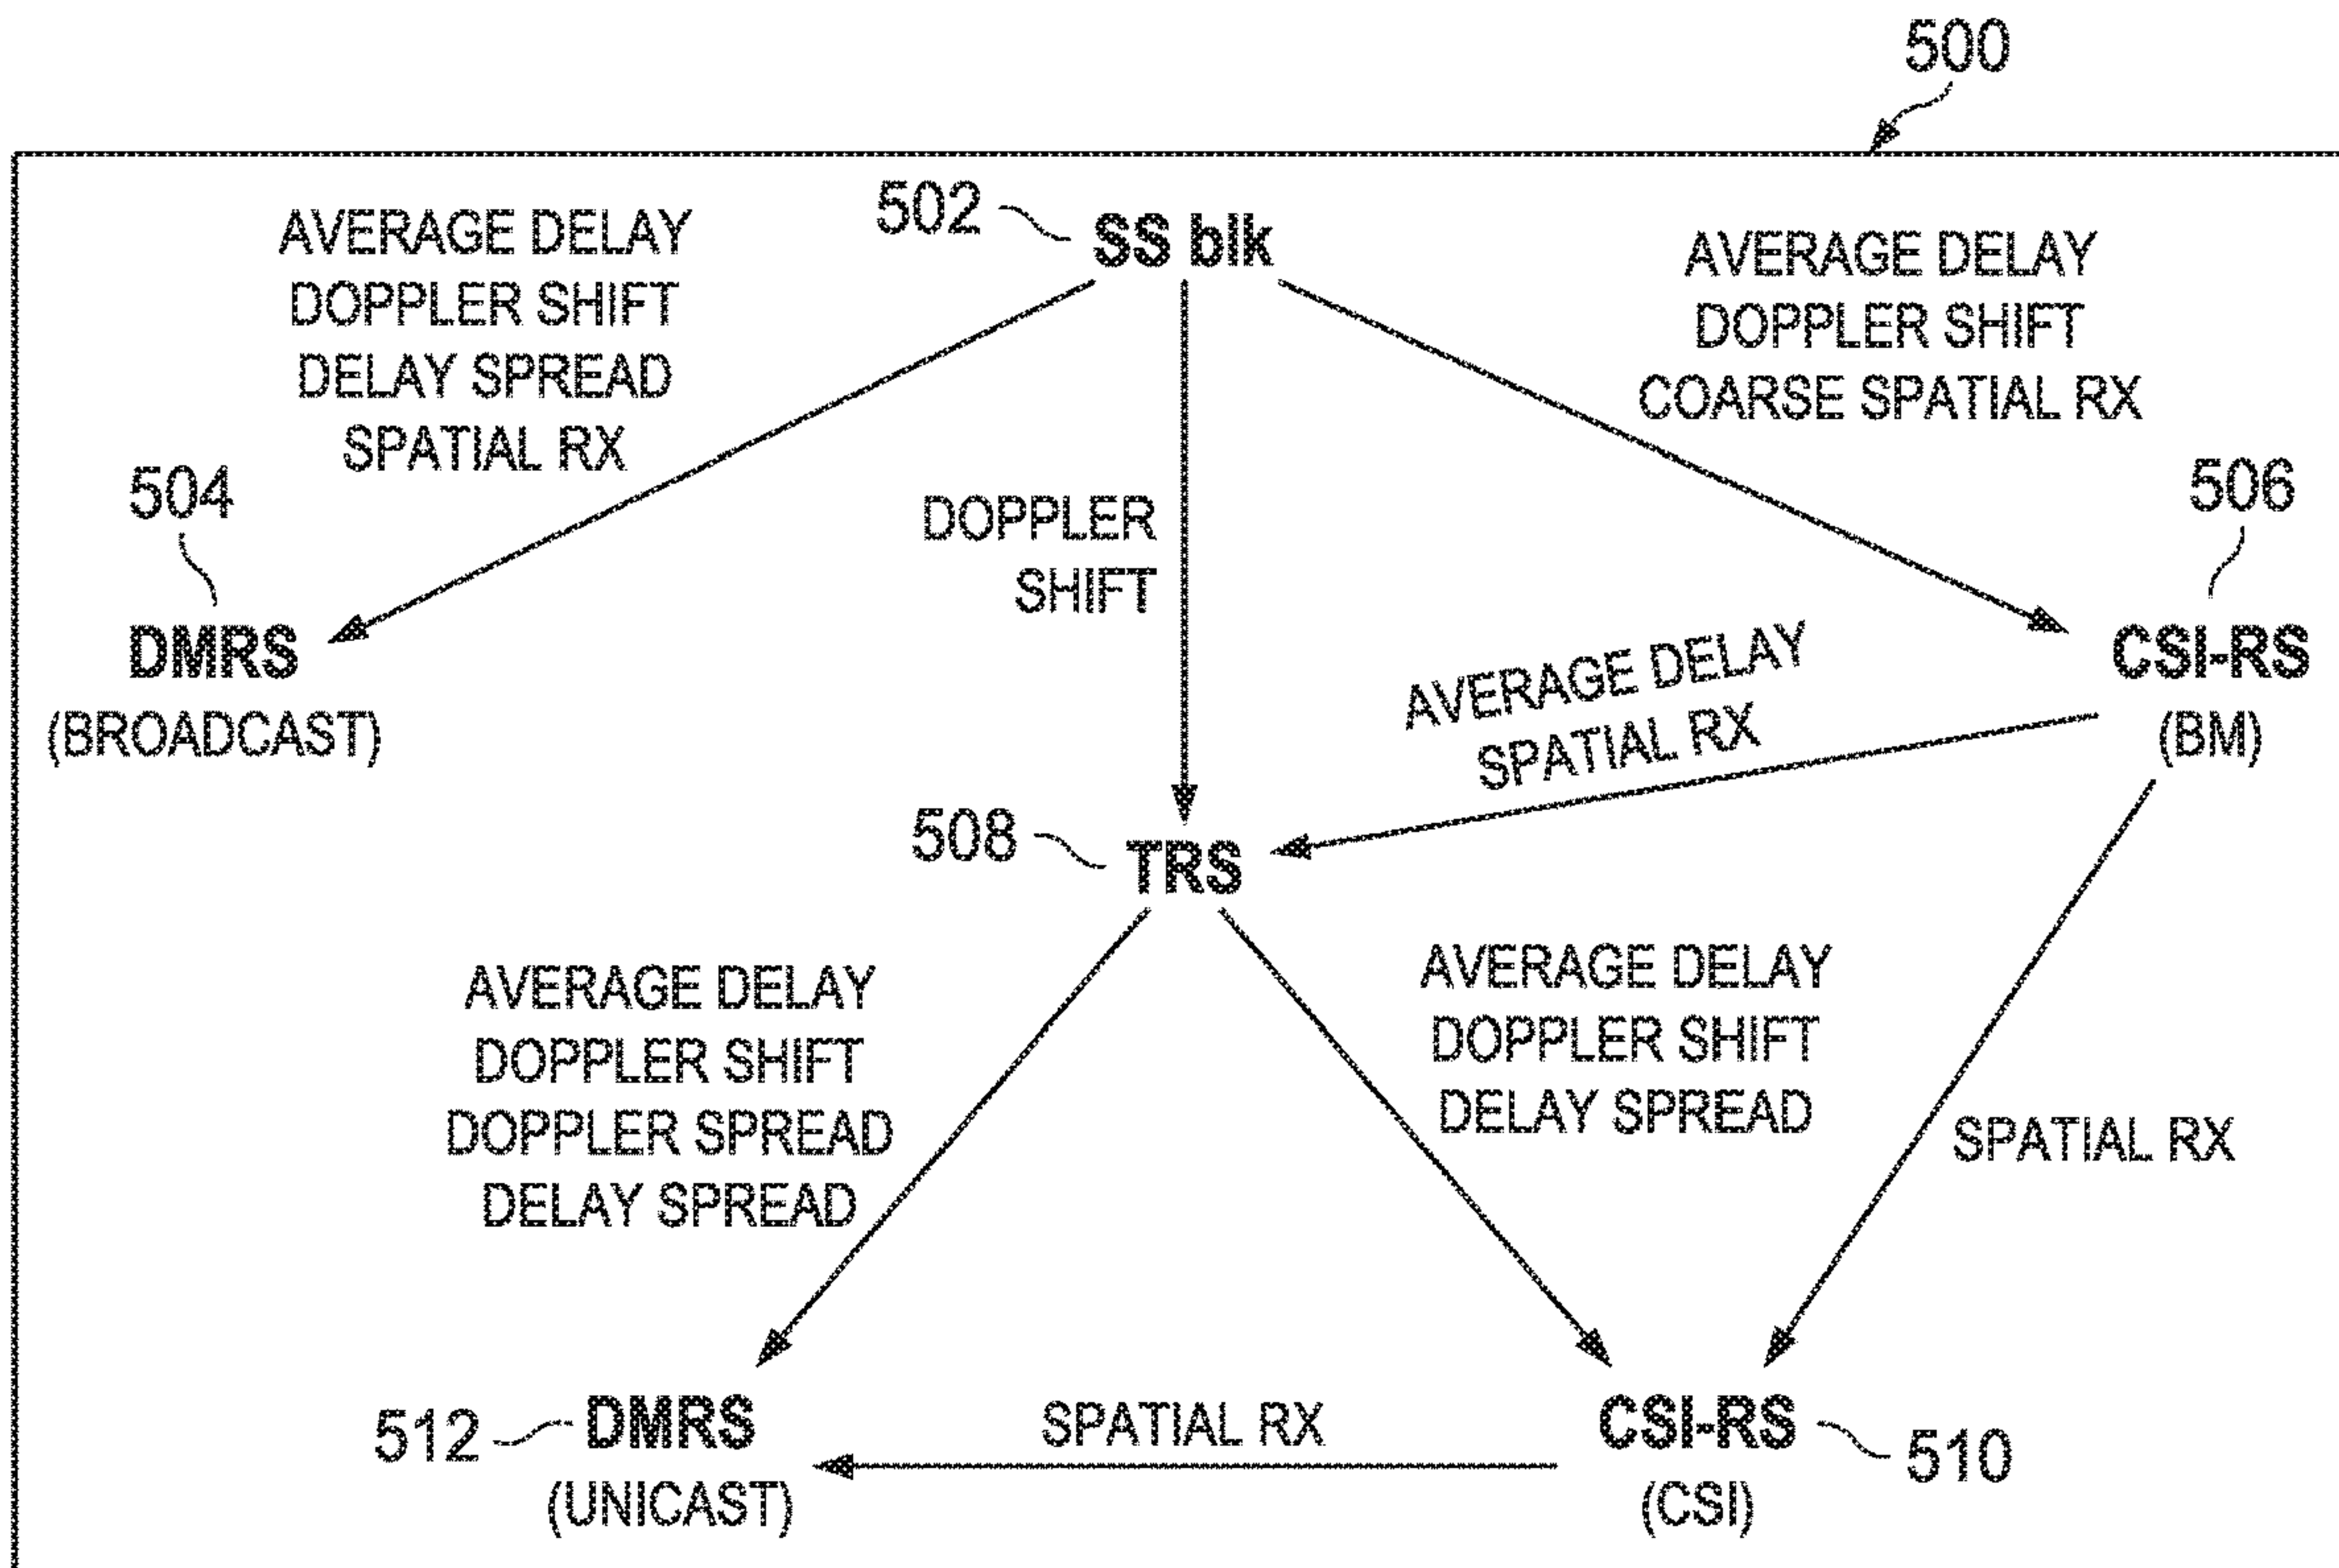 500
502
SS blk
AVERAGE DELAY
DOPPLER SHIFT
DELAY SPREAD
SPATIAL RX
AVERAGE DELAY
DOPPLER SHIFT
COARSE SPATIAL RX
504
DMRS
(BROADCAST)
DOPPLER
SHIFT
506
CSI-RS
(BM)
AVERAGE DELAY
SPATIAL RX
508
TRS
AVERAGE DELAY
DOPPLER SHIFT
DOPPLER SPREAD
DELAY SPREAD
AVERAGE DELAY
DOPPLER SHIFT
DELAY SPREAD
SPATIAL RX
512
DMRS
(UNICAST)
SPATIAL RX
CSI-RS
(CSI)
510